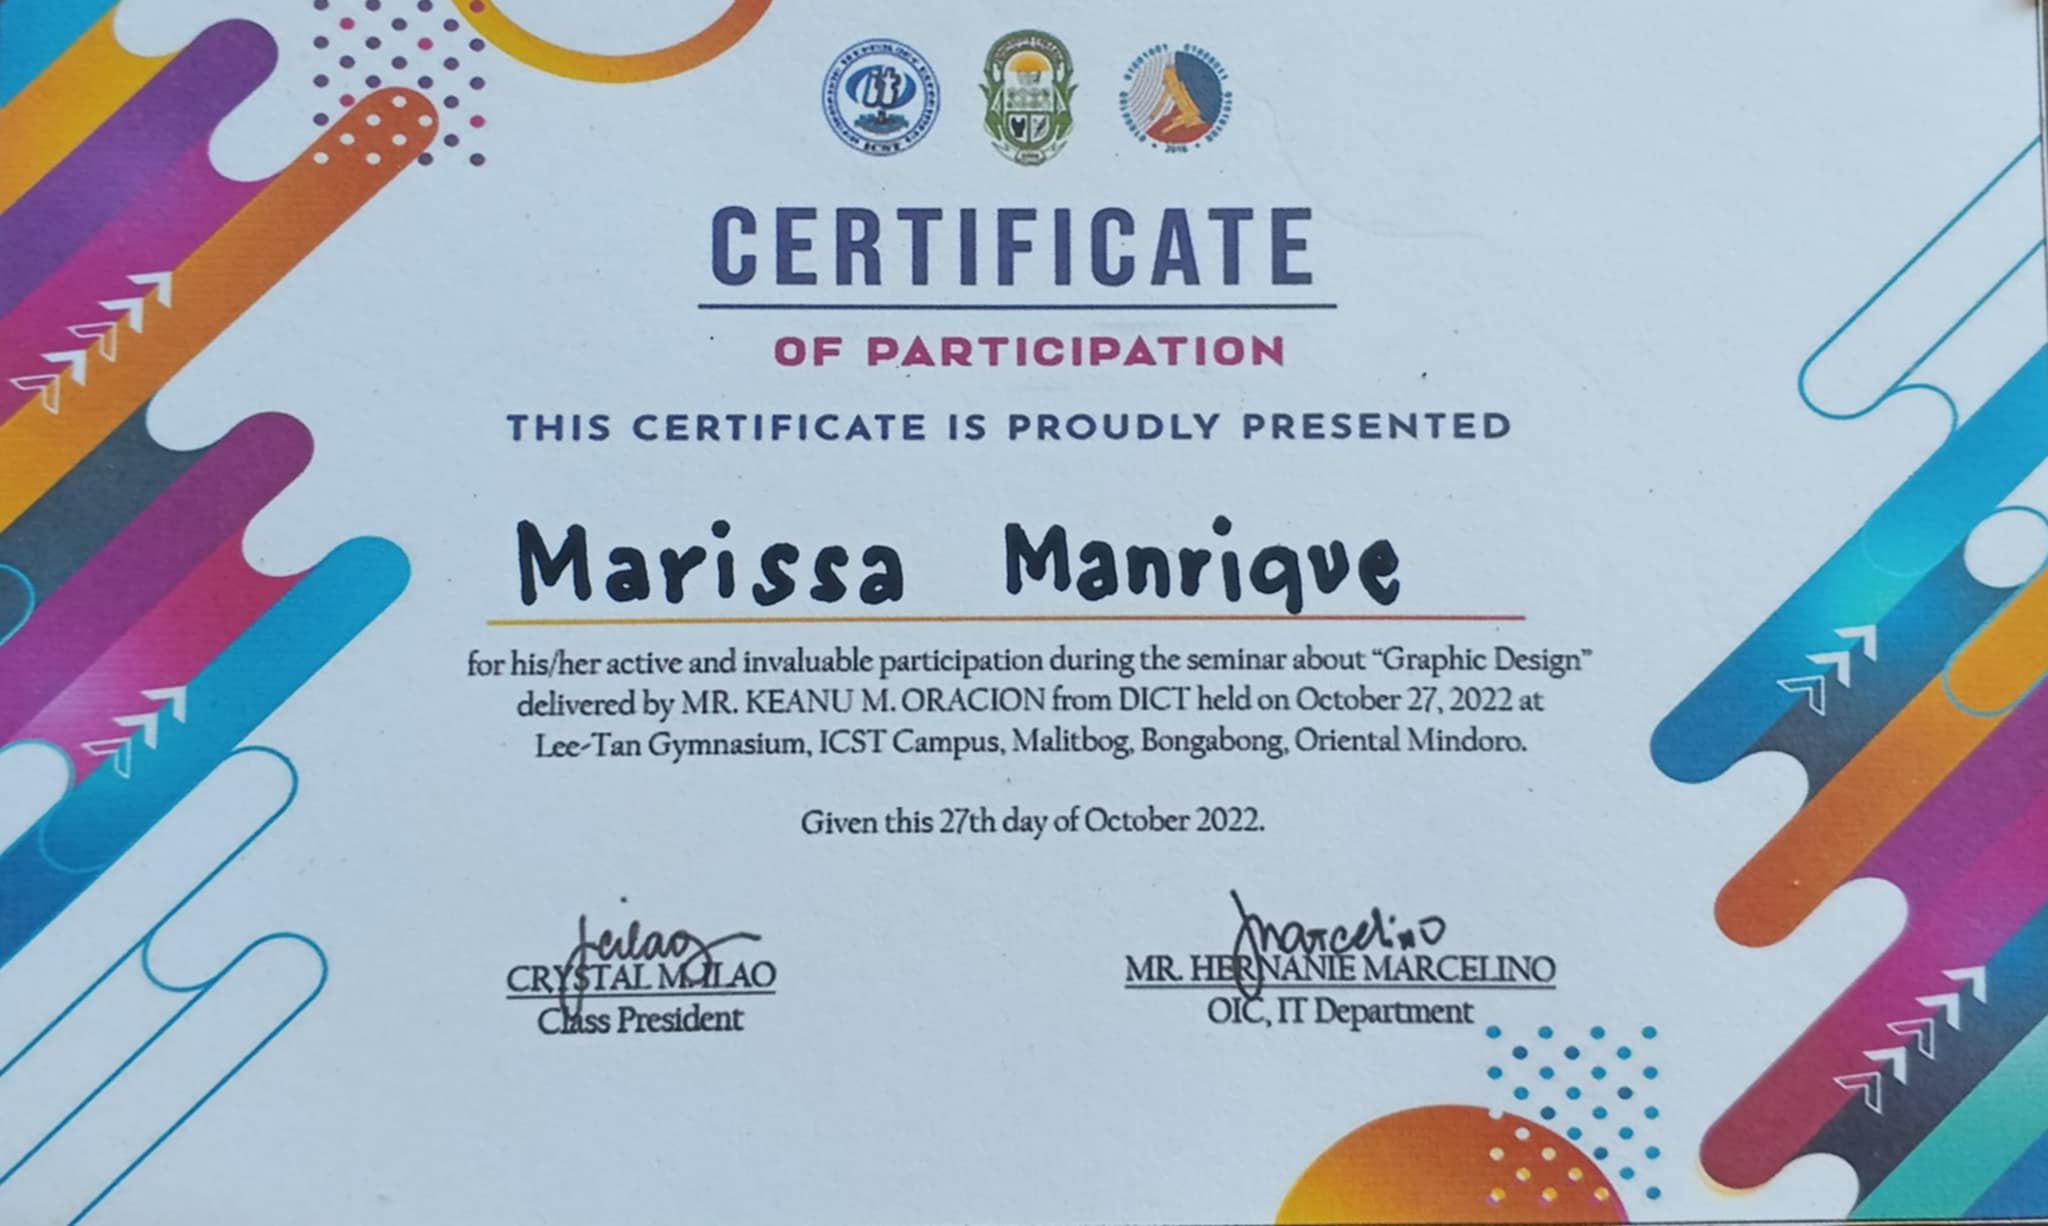 CERTIFICATE
OF PARTICIPATION
THIS CERTIFICATE IS PROUDLY PRESENTED
Marissa Manrique
for his/her active and invaluable participation during the seminar about “Graphic Design”
delivered by MR. KEANU M. ORACION from DICT held on October 27, 2022 at
Lee-Tan Gymnasium, ICST Campus, Malitbog, Bongabong, Oriental Mindoro.
Given this 27th day of October 2022.
Marcelino
CRYSTAL MJILAO
MR. HERNANIE MARCELINO
Class President
OIC, IT Department